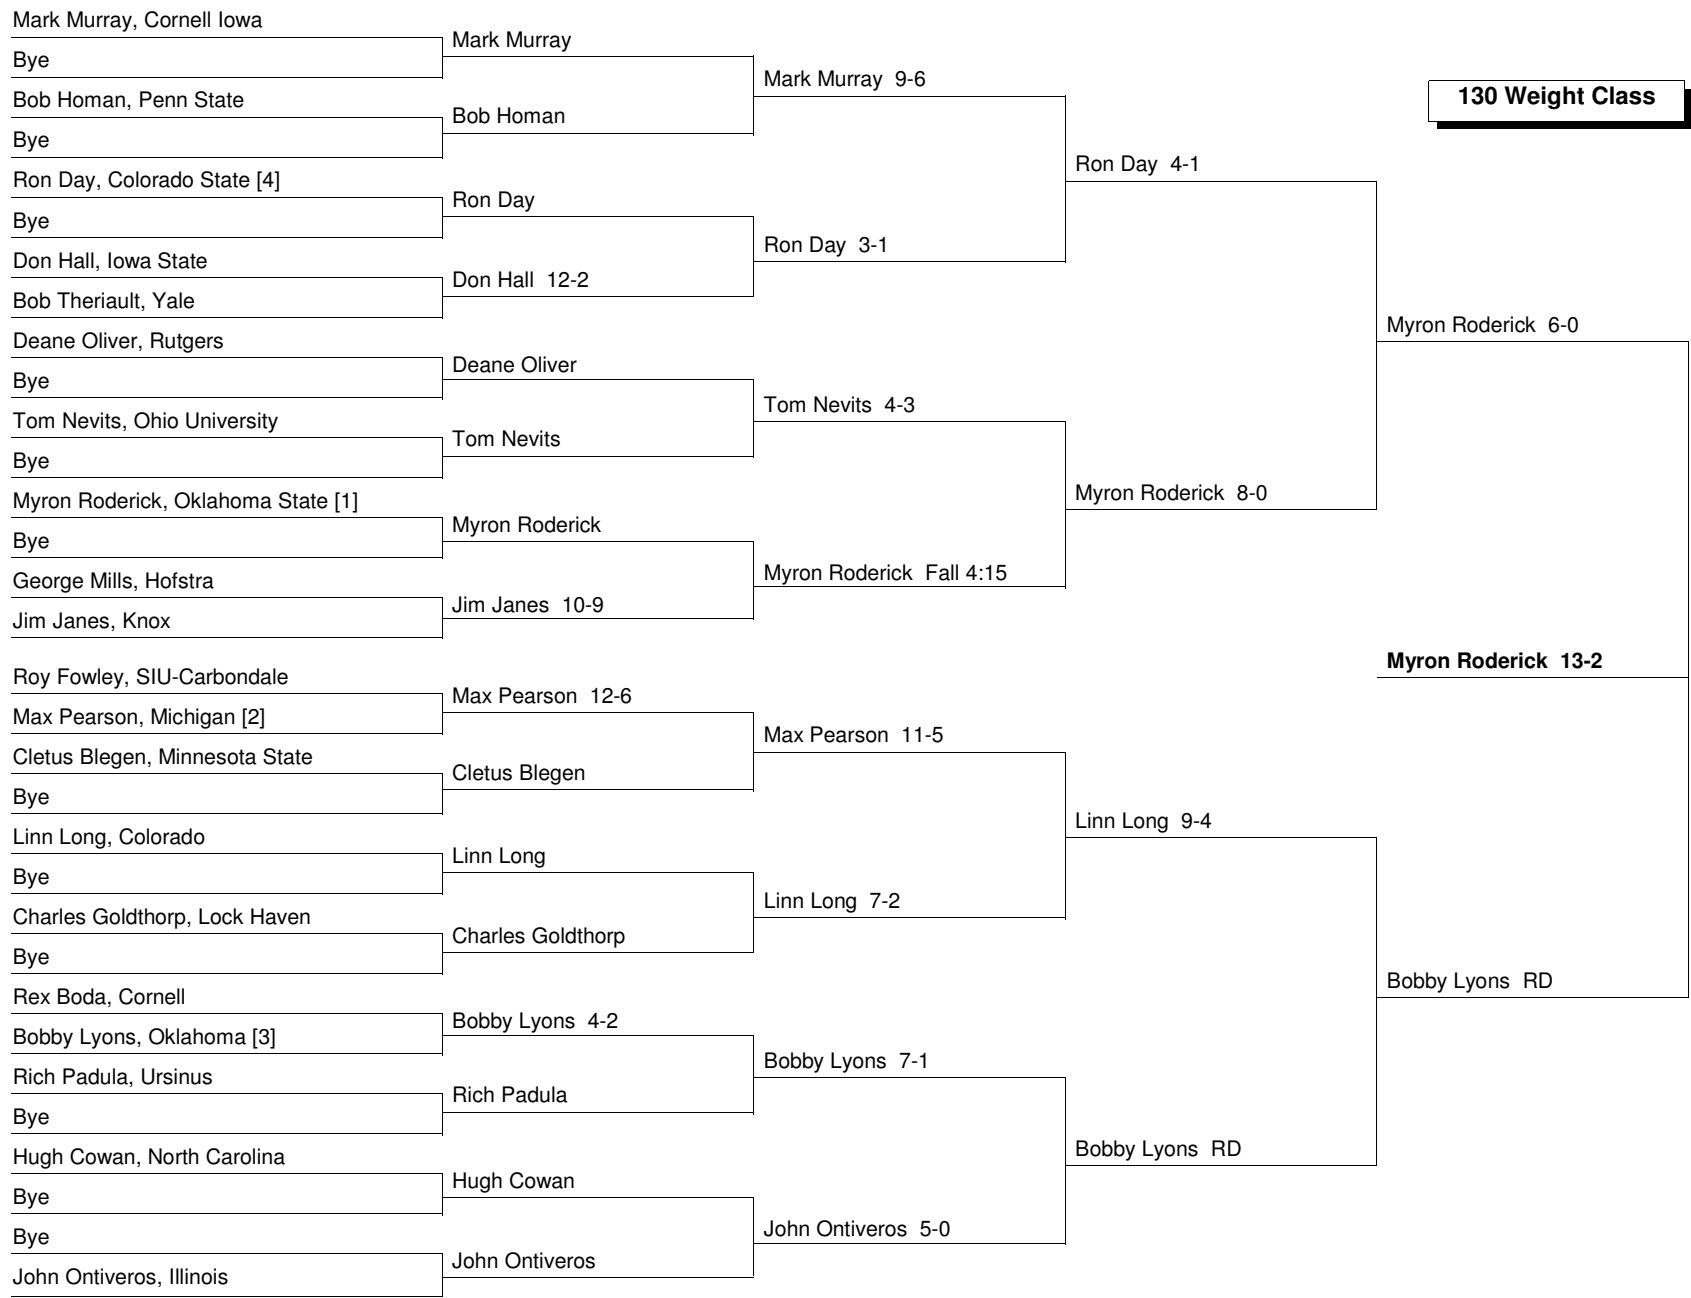 Mark Murray, Cornell Iowa
Bye
Bob Homan, Penn State
Bye
Ron Day, Colorado State [4]
Bye
Don Hall, Iowa State
Bob Theriault, Yale
Deane Oliver, Rutgers
Bye
Tom Nevits, Ohio University
Bye
Myron Roderick, Oklahoma State [1]
Bye
George Mills, Hofstra
Jim Janes, Knox
Roy Fowley, SIU-Carbondale
Max Pearson, Michigan [2]
Cletus Blegen, Minnesota State
Bye
Linn Long, Colorado
Bye
Charles Goldthorp, Lock Haven
Bye
Rex Boda, Cornell
Bobby Lyons, Oklahoma [3]
Rich Padula, Ursinus
Bye
Hugh Cowan, North Carolina
Bye
Bye
John Ontiveros, Illinois
Mark Murray
Bob Homan
Ron Day
Don Hall 12-2
Deane Oliver
Tom Nevits
Myron Roderick
Jim Janes 10-9
Max Pearson 12-6
Cletus Blegen
Linn Long
Charles Goldthorp
Bobby Lyons 4-2
Rich Padula
Hugh Cowan
John Ontiveros
Mark Murray 9-6
Ron Day 3-1
Tom Nevits 4-3
Myron Roderick Fall 4:15
Max Pearson 11-5
Linn Long 7-2
Bobby Lyons 7-1
John Ontiveros 5-0
Ron Day 4-1
Myron Roderick 8-0
Linn Long 9-4
Bobby Lyons RD
Myron Roderick 6-0
Myron Roderick 13-2
Bobby Lyons RD
130 Weight Class